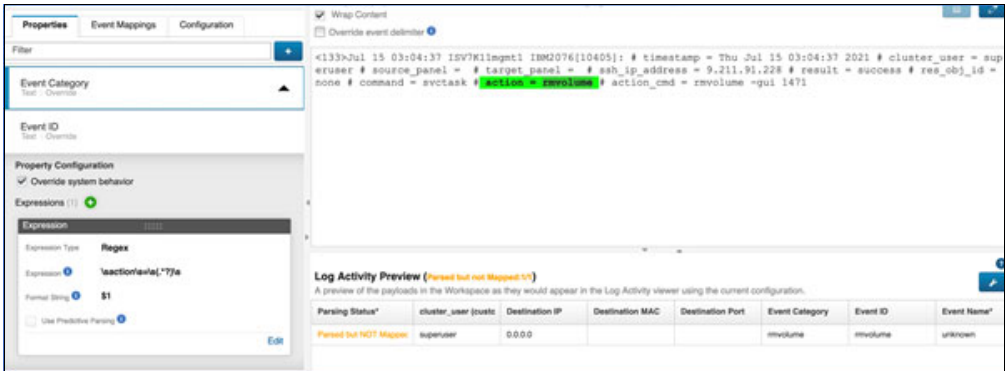 Properties
Event Mappings
Configuration
Filter
Event Category
Text · Override
Event ID
Text · Override
Property Configuration
Override system behavior
Expressions (1)
Expression
Expression Type Regex
Expression \saction\s=\s(.*?)\s
Format String $1
Use Predictive Parsing
Edit
Wrap Content
Override event delimiter
<133>Jul 15 03:04:37 ISV7K11mgmt1 IBM2076[10405]: # timestamp = Thu Jul 15 03:04:37 2021 # cluster_user = sup
eruser # source_panel = # target_panel = # ssh_ip_address = 9.211.91.228 # result = success # res_obj_id =
none # command = svctask # action = rmvolume # action_cmd = rmvolume -gui 1471
Log Activity Preview (Parsed but not Mapped:1/1)
A preview of the payloads in the Workspace as they would appear in the Log Activity viewer using the current configuration.
Parsing Status* cluster_user (custo Destination IP Destination MAC Destination Port Event Category Event ID Event Name*
Parsed but NOT Mapped superuser 0.0.0.0 rmvolume rmvolume unknown